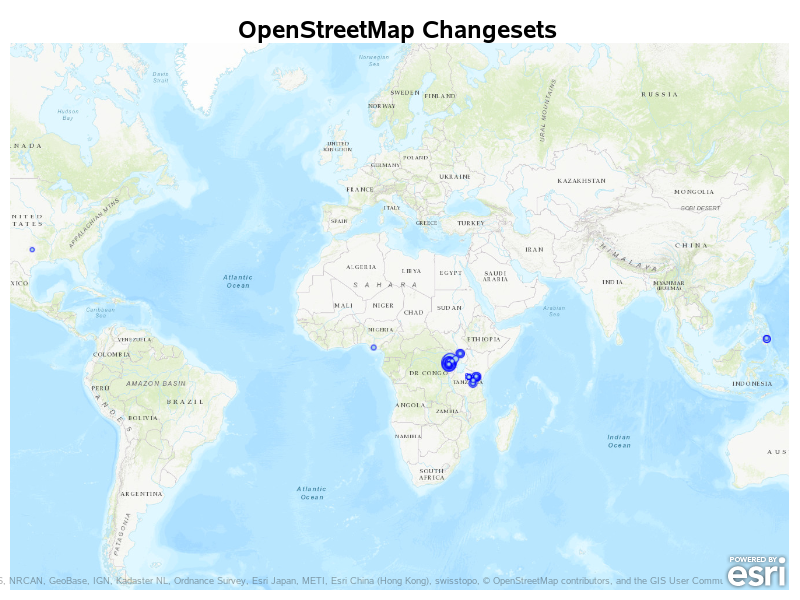 OpenStreetMap Changesets
Norwegian
Sea
Davis
Strait
RUSSIA
SWEDEN
FINLAND
NORWAY
URAL MOUNTAINS
Hudson
Bay
NADA
UNITED
KINGDOM
POLAND
GERMANY
UKRAINE
KAZAKHSTAN
MONGOLIA
FRANCE
GOBI DESERT
ITALY
SPAIN
GREECE
TURKEY
APPALACHIAN MTNS
NITED
TATES
CHINA
IRAN
HIMALAYA
ALGERIA
LIBYA
EGYPT
SAUDI
ARABIA
Atlantic
Ocean
SAHARA
INDIA
MYANMAR
(BURMA)
XICO
MALI
NIGER
CHAD
SUDAN
Caribbean
Sea
Arabian
Sea
NIGERIA
VENEZUELA
ETHIOPIA
COLOMBIA
DR CONGO
TANZANIA
INDONESIA
AMAZON BASIN
PERU
BRAZIL
ANDES
BOLIVIA
ANGOLA
ZAMBIA
NAMIBIA
Indian
Ocean
AUS
SOUTH
AFRICA
Atlantic
Ocean
ARGENTINA
PATAGONIA
POWERED BY
esri
S, NRCAN, GeoBase, IGN, Kadaster NL, Ordnance Survey, Esri Japan, METI, Esri China (Hong Kong), swisstopo, © OpenStreetMap contributors, and the GIS User Commu